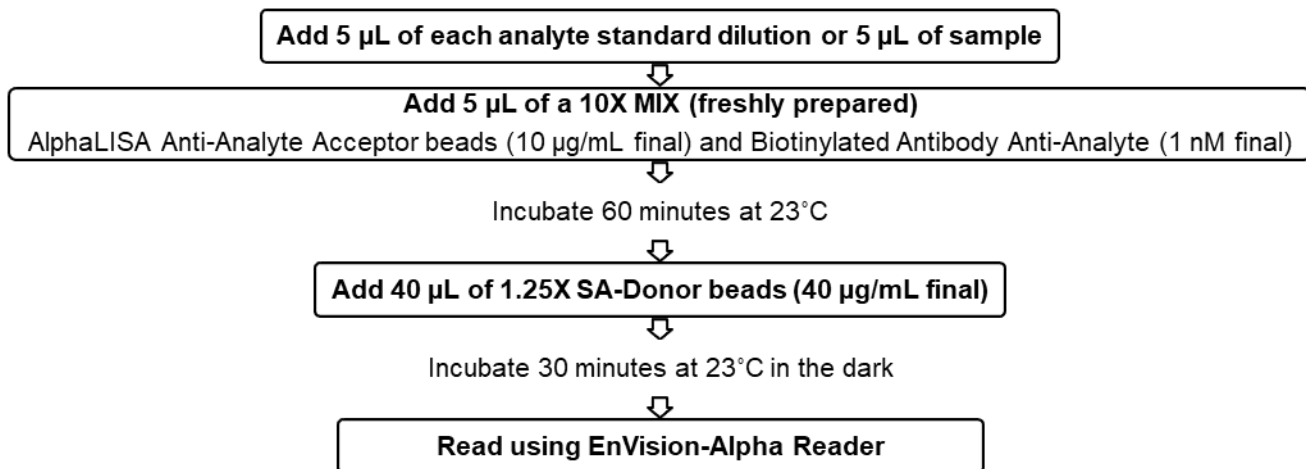 Add 5 µL of each analyte standard dilution or 5 µL of sample
Add 5 µL of a 10X MIX (freshly prepared)
AlphaLISA Anti-Analyte Acceptor beads (10 µg/mL final) and Biotinylated Antibody Anti-Analyte (1 nM final)
Incubate 60 minutes at 23˚C
Add 40 µL of 1.25X SA-Donor beads (40 µg/mL final)
Incubate 30 minutes at 23˚C in the dark
Read using EnVision-Alpha Reader